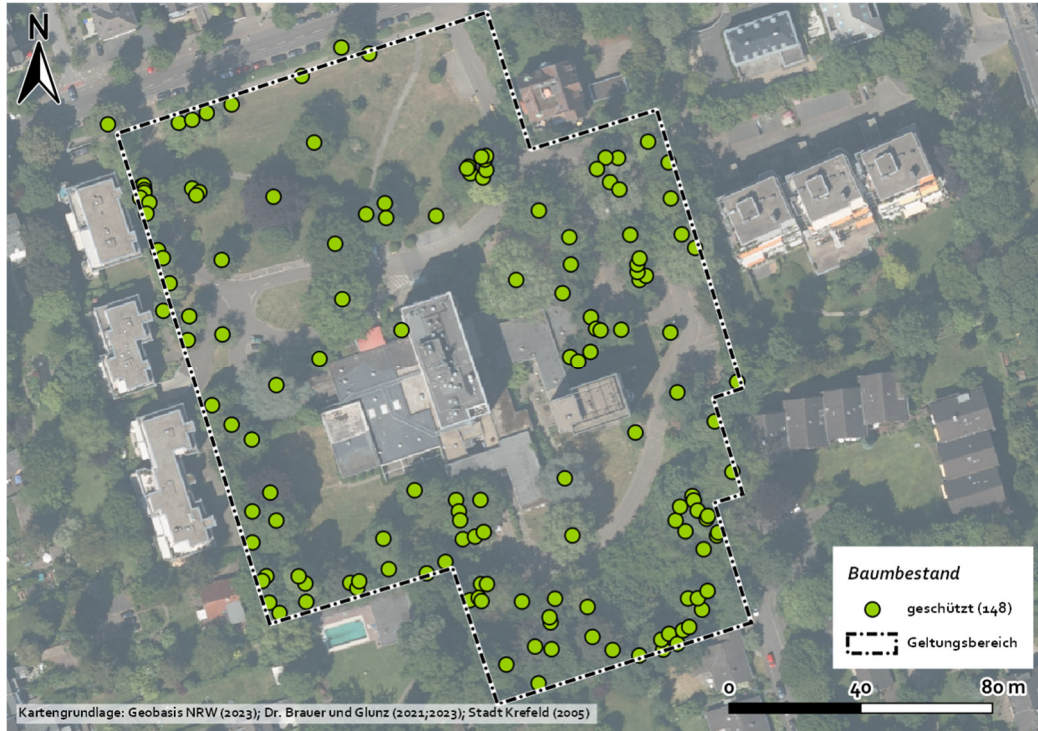 N
Baumbestand
geschützt (148)
Geltungsbereich
0 40 80 m
Kartengrundlage: Geobasis NRW (2023); Dr. Brauer und Glunz (2021;2023); Stadt Krefeld (2005)